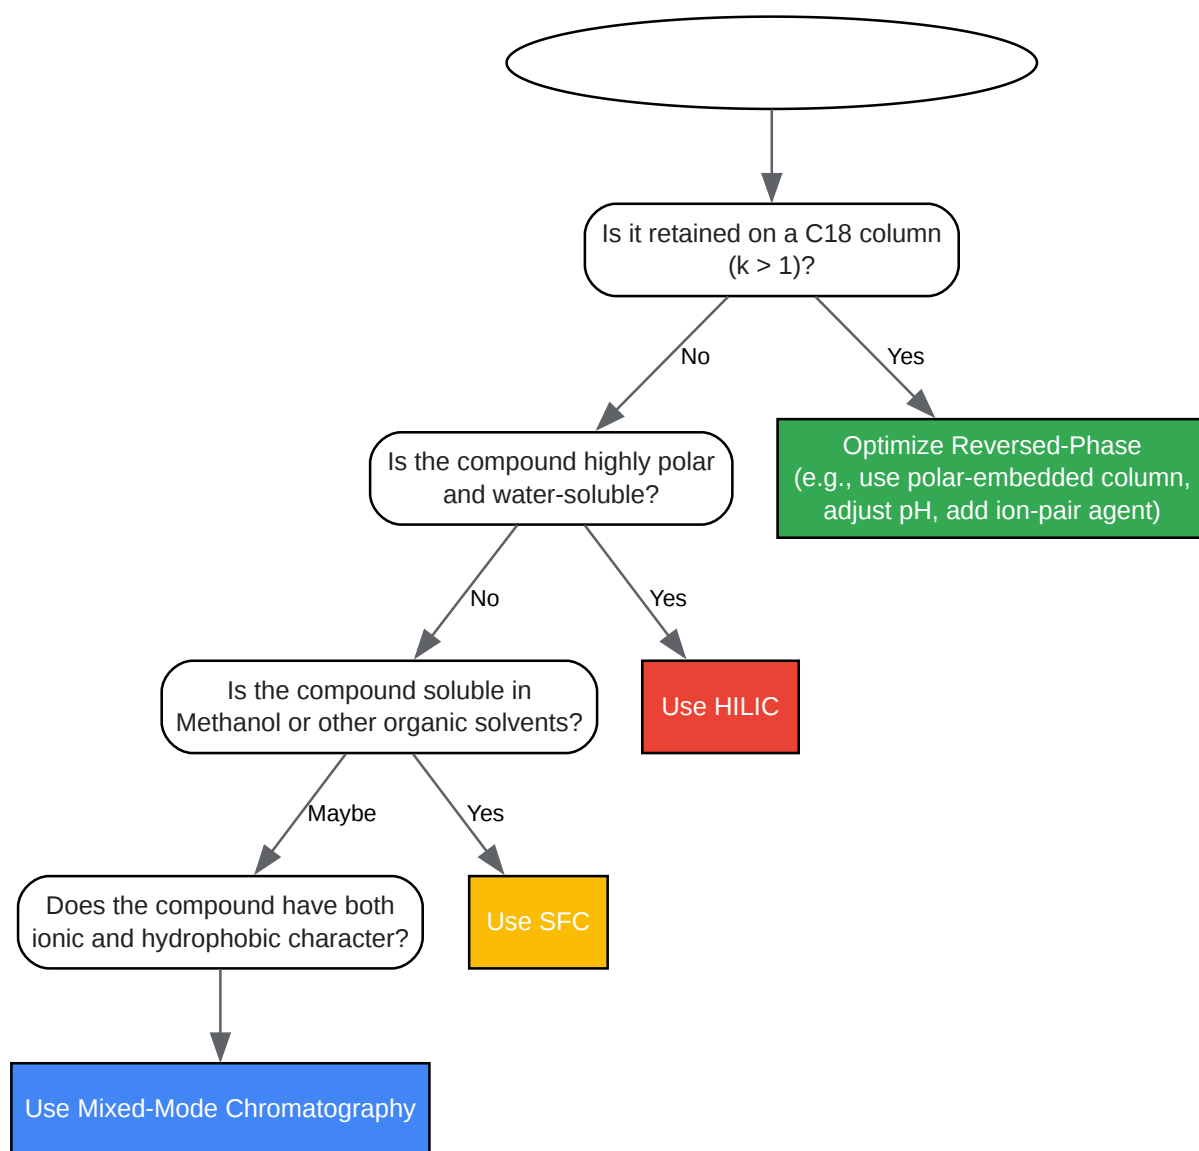 Is it retained on a C18 column
(k > 1)?
No
Yes
Is the compound highly polar
and water-soluble?
Optimize Reversed-Phase
(e.g., use polar-embedded column,
adjust pH, add ion-pair agent)
No
Yes
Is the compound soluble in
Methanol or other organic solvents?
Use HILIC
Maybe
Yes
Does the compound have both
ionic and hydrophobic character?
Use SFC
Use Mixed-Mode Chromatography